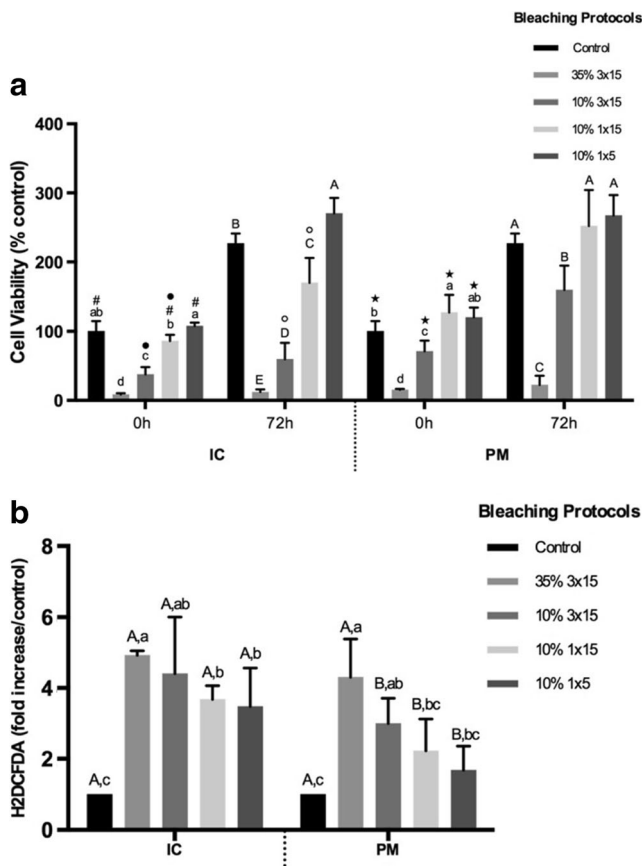 Bleaching Protocols
Control
35% 3x15
10% 3x15
10% 1x15
10% 1x5
a
Cell Viability (% control)
400
300
200
100
0
# ab
d
c
# b
# a
B
E
D
C
A
b
c
a
ab
d
A
C
B
A
A
0h
72h
0h
72h
IC
PM
b
Bleaching Protocols
Control
35% 3x15
10% 3x15
10% 1x15
10% 1x5
H2DCFDA (fold increase/control)
8
6
4
2
0
A,c
A,a
A,ab
A,b
A,b
A,c
A,a
B,ab
B,bc
B,bc
IC
PM